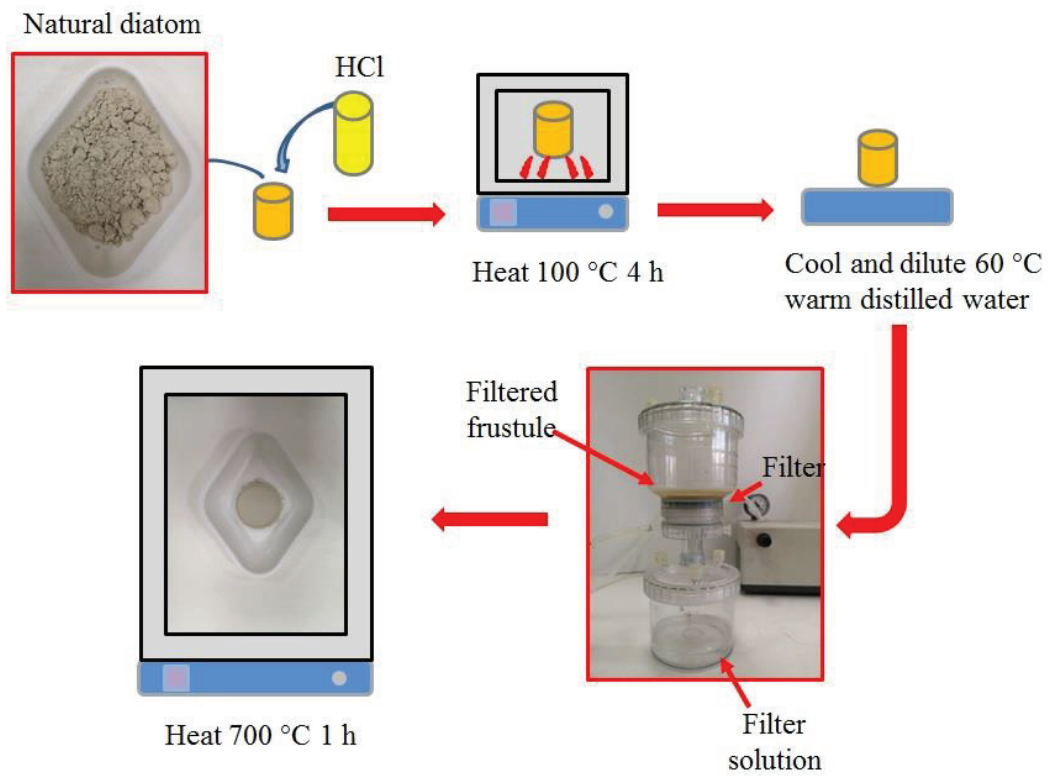 Natural diatom
HCl
Heat 100 °C 4 h
Cool and dilute 60 °C
warm distilled water
Filtered
frustule
Filter
Filter
solution
Heat 700 °C 1 h